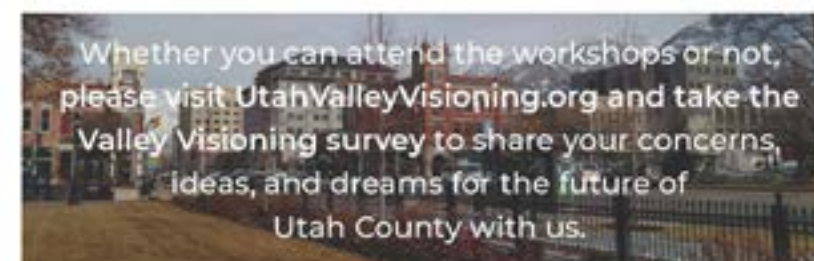 Whether you can attend the workshops or not,
please visit UtahValleyVisioning.org and take the
Valley Visioning survey to share your concerns,
ideas, and dreams for the future of
Utah County with us.